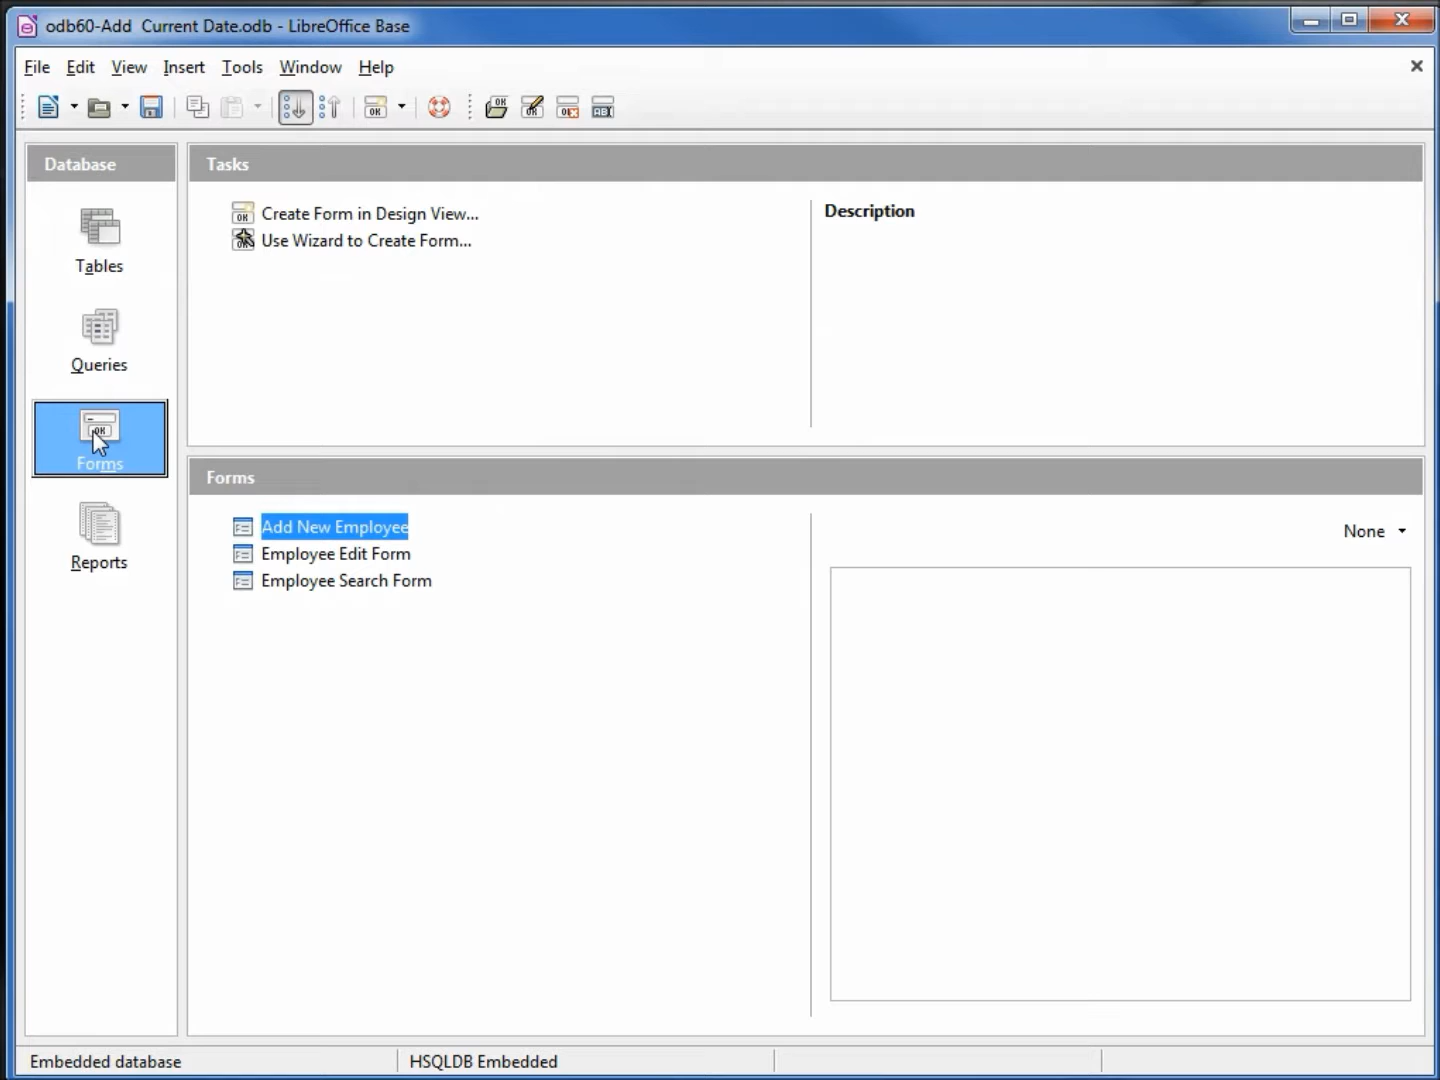 odb60-Add  Current Date.odb - LibreOffice Base
File Edit View Insert Tools Window Help
Database
Tables
Queries
Forms
Reports
Tasks
Create Form in Design View...
Use Wizard to Create Form...
Description
Forms
Add New Employee
Employee Edit Form
Employee Search Form
None
Embedded database HSQLDB Embedded